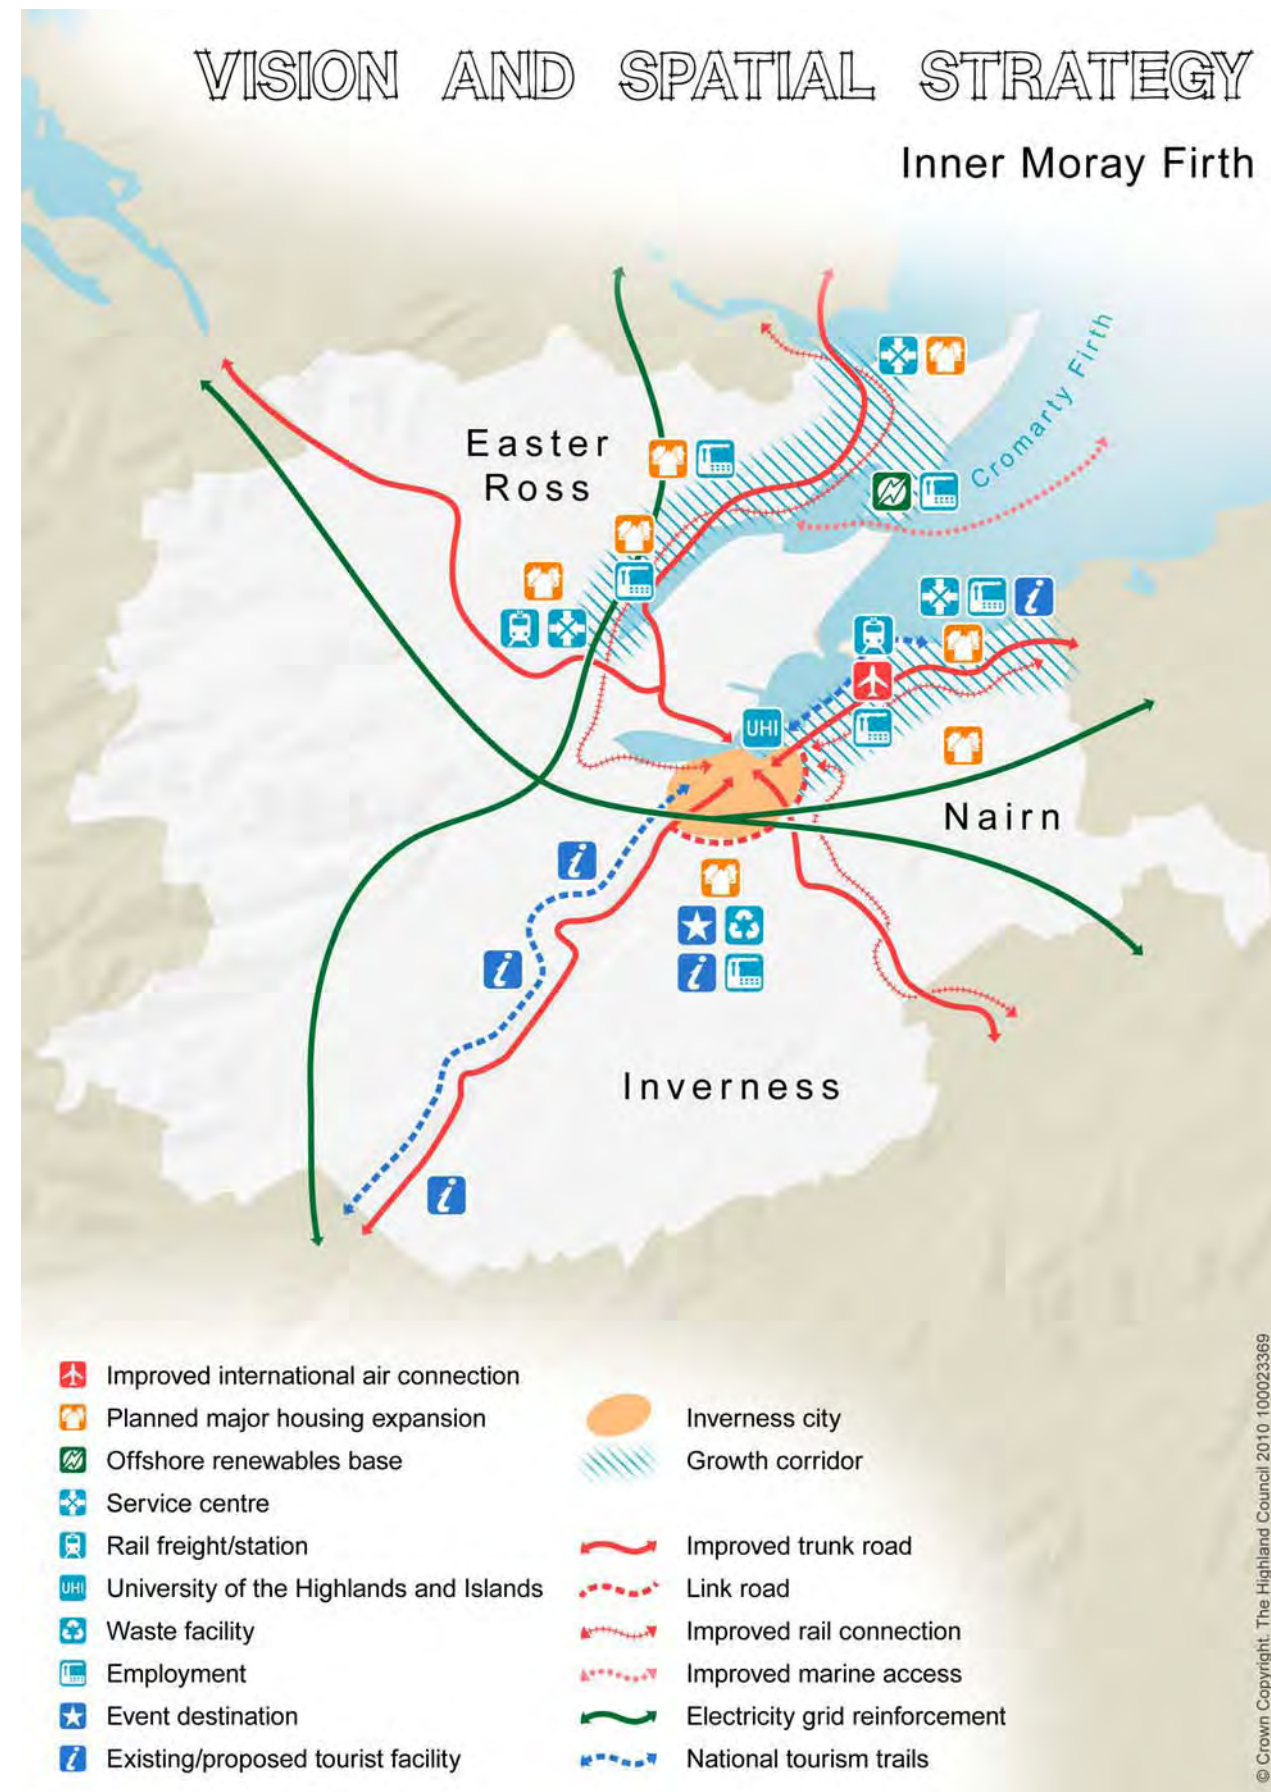 VISION AND SPATIAL STRATEGY
Inner Moray Firth
Cromarty Firth
Easter
Ross
UHI
Nairn
Inverness
Improved international air connection
Planned major housing expansion
Offshore renewables base
Service centre
Rail freight/station
UHI University of the Highlands and Islands
Waste facility
Employment
Event destination
Existing/proposed tourist facility
Inverness city
Growth corridor
Improved trunk road
Link road
Improved rail connection
Improved marine access
Electricity grid reinforcement
National tourism trails
© Crown Copyright. The Highland Council 2010 100023369